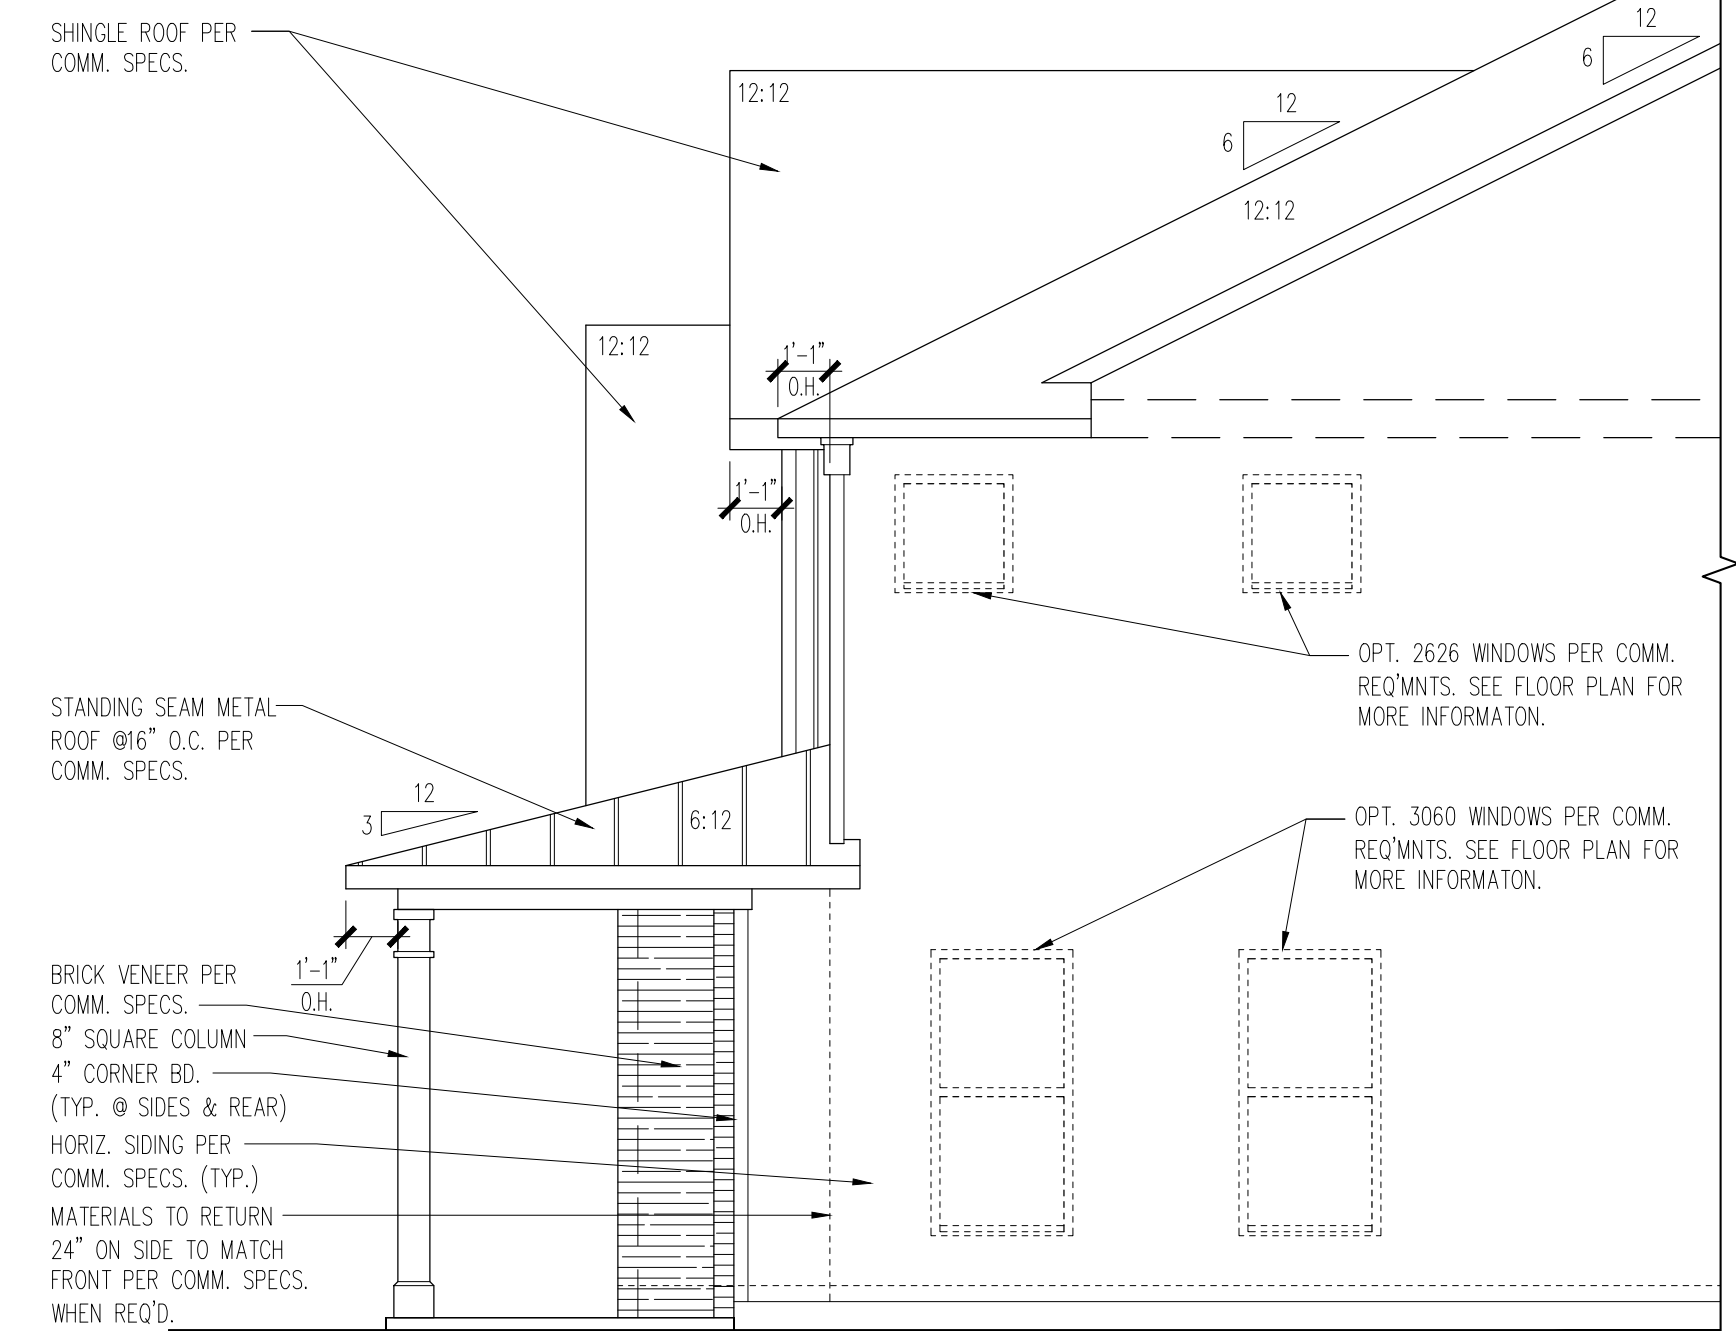 SHINGLE ROOF PER
COMM. SPECS.
12:12
12
6
12
6
12:12
12:12
1'-1"
O.H.
1'-1"
O.H.
OPT. 2626 WINDOWS PER COMM.
REQ'MNTS. SEE FLOOR PLAN FOR
MORE INFORMATON.
STANDING SEAM METAL
ROOF @16" O.C. PER
COMM. SPECS.
12
3
6:12
OPT. 3060 WINDOWS PER COMM.
REQ'MNTS. SEE FLOOR PLAN FOR
MORE INFORMATON.
1'-1"
O.H.
BRICK VENEER PER
COMM. SPECS.
8" SQUARE COLUMN
4" CORNER BD.
(TYP. @ SIDES & REAR)
HORIZ. SIDING PER
COMM. SPECS. (TYP.)
MATERIALS TO RETURN
24" ON SIDE TO MATCH
FRONT PER COMM. SPECS.
WHEN REQ'D.